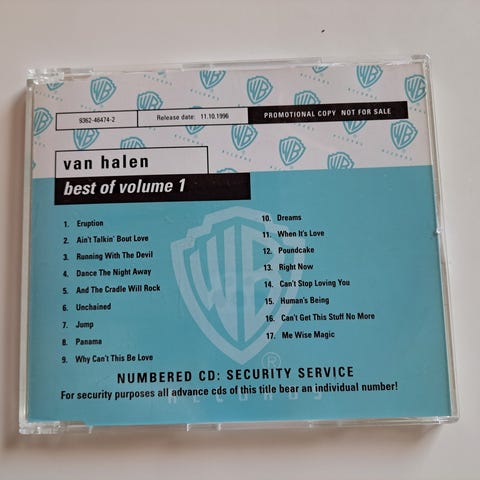 9362-46474-2
Release date: 11.10.1996
PROMOTIONAL COPY NOT FOR SALE
van halen
best of volume 1
1. Eruption
2. Ain't Talkin' Bout Love
3. Running With The Devil
4. Dance The Night Away
5. And The Cradle Will Rock
6. Unchained
7. Jump
8. Panama
9. Why Can't This Be Love
10. Dreams
11. When It's Love
12. Poundcake
13. Right Now
14. Can't Stop Loving You
15. Human's Being
16. Can't Get This Stuff No More
17. Me Wise Magic
®
NUMBERED CD: SECURITY SERVICE
For security purposes all advance cds of this title bear an individual number!
RECORDS